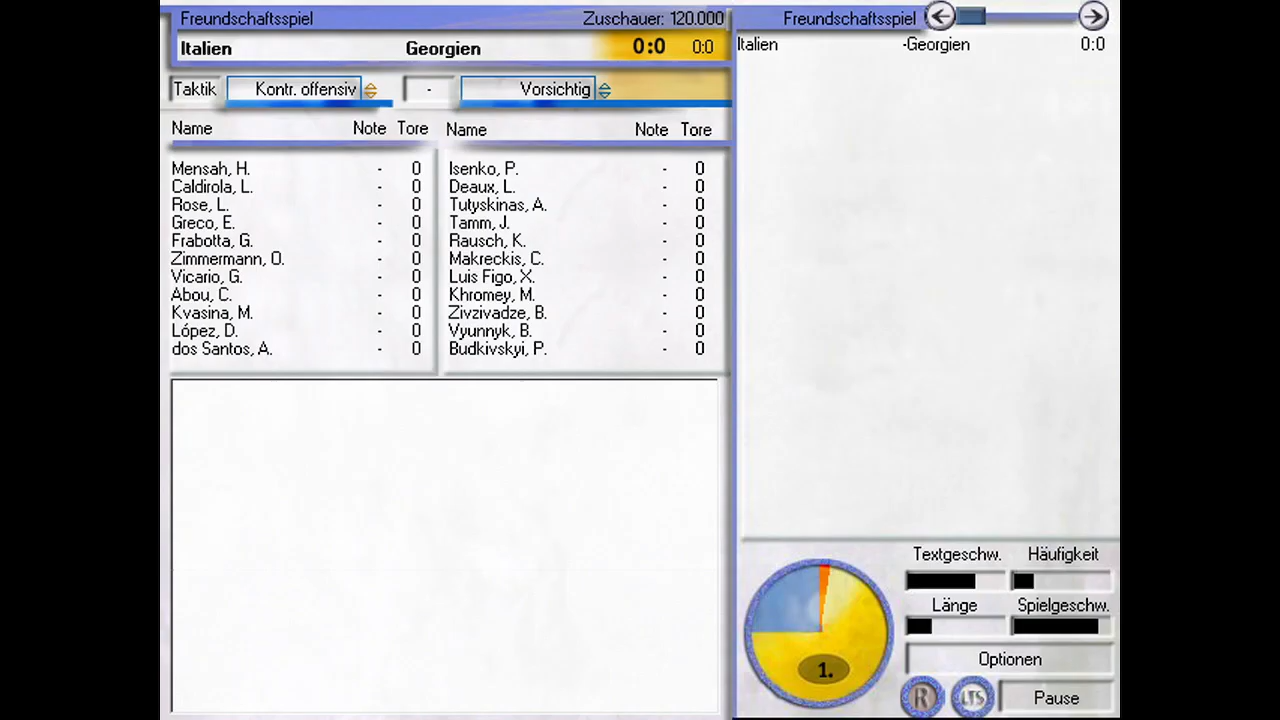 Freundschaftsspiel Zuschauer: 120.000
Italien Georgien 0:0 0:0
Taktik Kontr. offensiv - Vorsichtig
Name Note Tore Name Note Tore
Mensah, H. - 0 Isenko, P. - 0
Caldirola, L. - 0 Deaux, L. - 0
Rose, L. - 0 Tutyskinas, A. - 0
Greco, E. - 0 Tamm, J. - 0
Frabotta, G. - 0 Rausch, K. - 0
Zimmermann, O. - 0 Makreckis, C. - 0
Vicario, G. - 0 Luis Figo, X. - 0
Abou, C. - 0 Khromey, M. - 0
Kvasina, M. - 0 Zivzivadze, B. - 0
López, D. - 0 Vyunnyk, B. - 0
dos Santos, A. - 0 Budkivskyi, P. - 0
Freundschaftsspiel
Italien -Georgien 0:0
Textgeschw. Häufigkeit
Länge Spielgeschw.
1.
Optionen
R LTS Pause